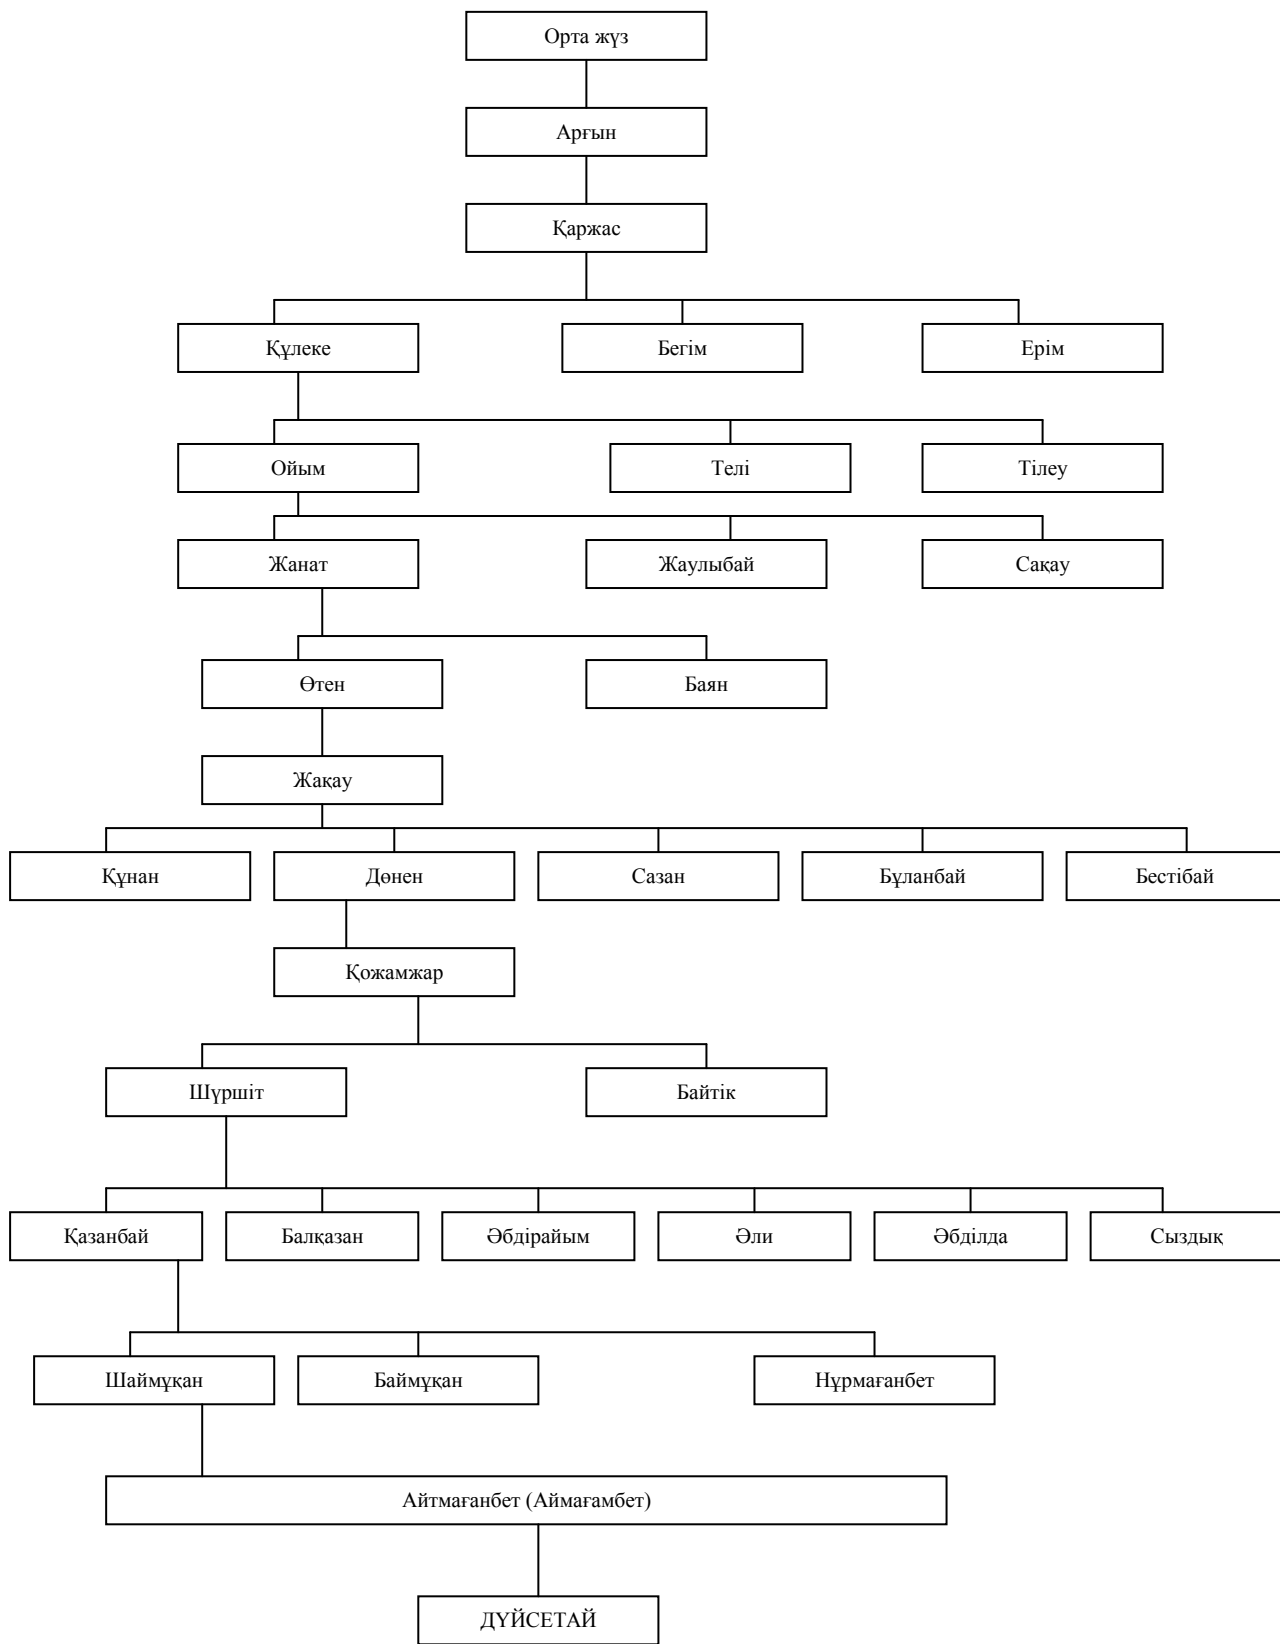 Орта жүз
Арғын
Қаржас
Құлеке
Бегім
Ерім
Ойым
Телі
Тілеу
Жанат
Жаулыбай
Сақау
Өтен
Баян
Жақау
Құнан
Дөнен
Сазан
Бұланбай
Бестібай
Қожамжар
Шүршіт
Байтік
Қазанбай
Балқазан
Әбдірайым
Әли
Әбділда
Сыздық
Шаймұқан
Баймұқан
Нұрмағанбет
Айтмағанбет (Аймағамбет)
ДҮЙСЕТАЙ